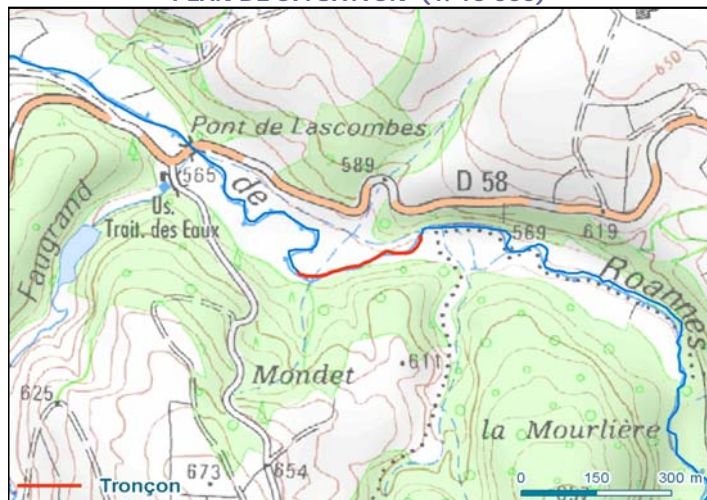 650
Pont de Lascombes
589
D 58
565
de
Us.
Trait. des Eaux
569
619
Faugrand
Roannes
Mondet
611
625
la Mourlière
673
654
Tronçon
0 150 300 m